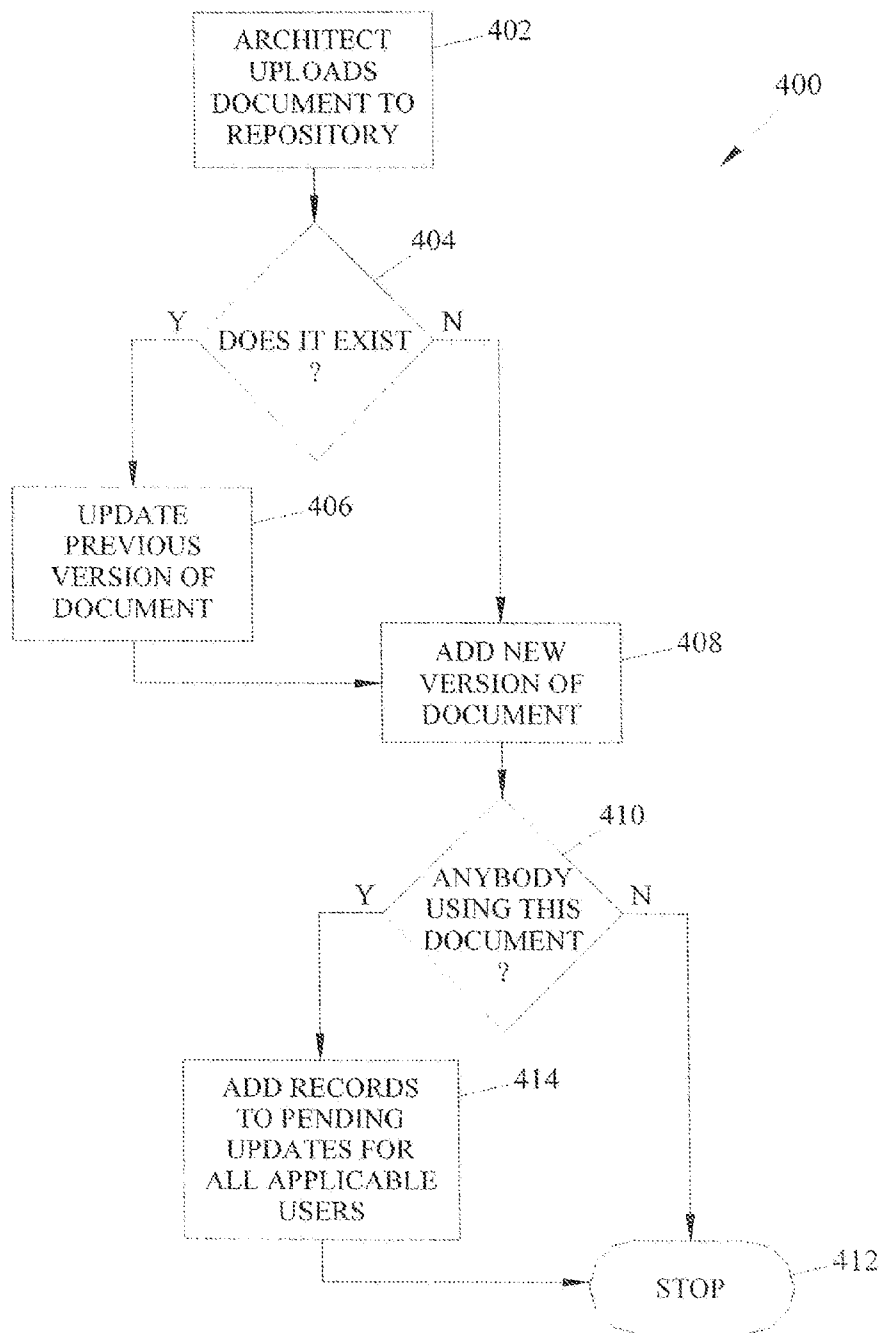 ARCHITECT
UPLOADS
DOCUMENT TO
REPOSITORY
402
400
404
Y
N
DOES IT EXIST
?
UPDATE
PREVIOUS
VERSION OF
DOCUMENT
406
ADD NEW
VERSION OF
DOCUMENT
408
410
Y
N
ANYBODY
USING THIS
DOCUMENT
?
ADD RECORDS
TO PENDING
UPDATES FOR
ALL APPLICABLE
USERS
414
STOP
412